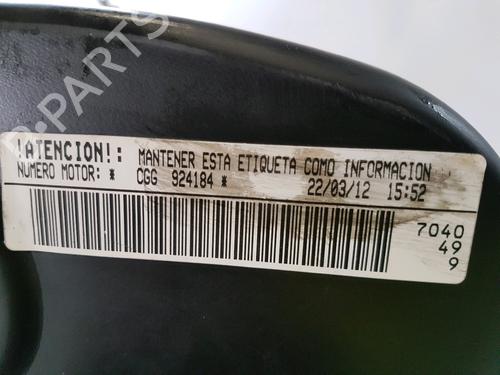 !ATENCION!: MANTENER ESTA ETIQUETA COMO INFORMACION
NUMERO MOTOR: * CGG 924184 * 22/03/12 15:52
7040
49
9
B-PARTS